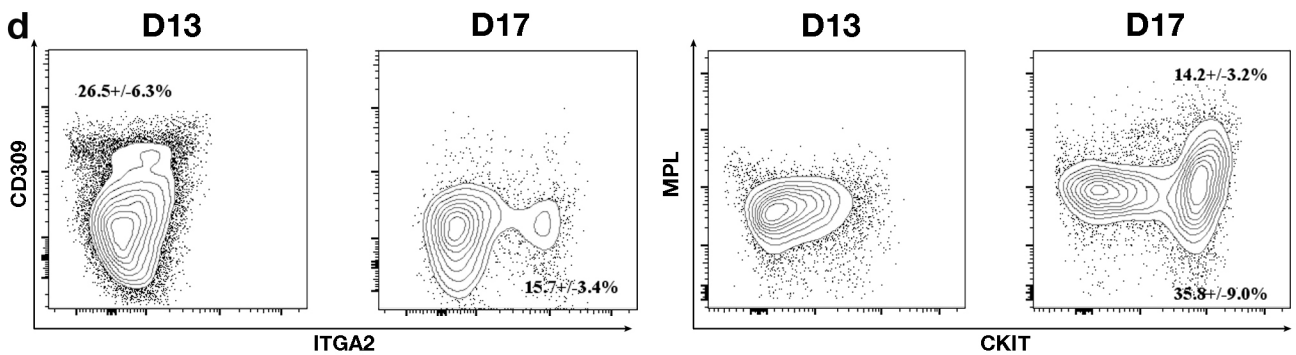 d
D13 D17 D13 D17
26.5+/-6.3% 14.2+/-3.2%
CD309 MPL
15.7+/-3.4% 35.8+/-9.0%
ITGA2 CKIT